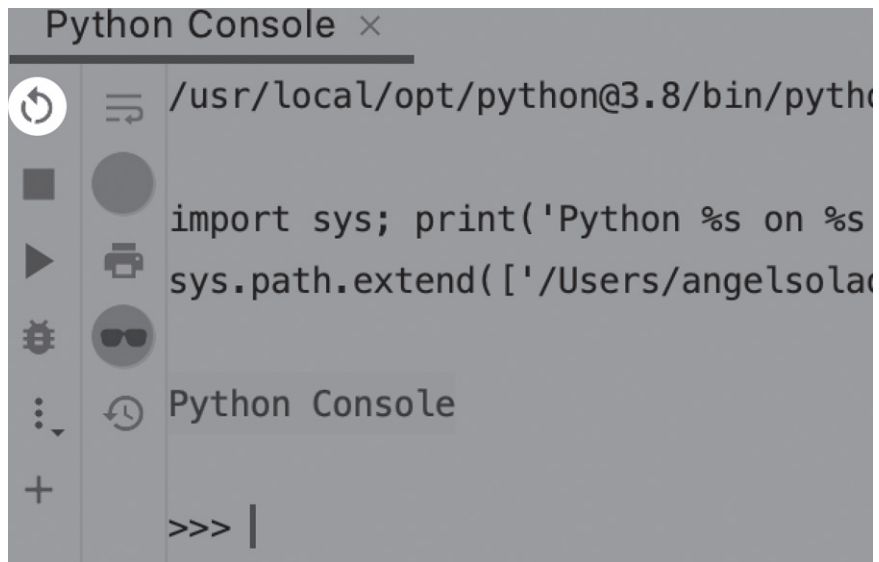 Python Console ×
/usr/local/opt/python@3.8/bin/pytho
import sys; print('Python %s on %s
sys.path.extend(['/Users/angelsolao
Python Console
>>>